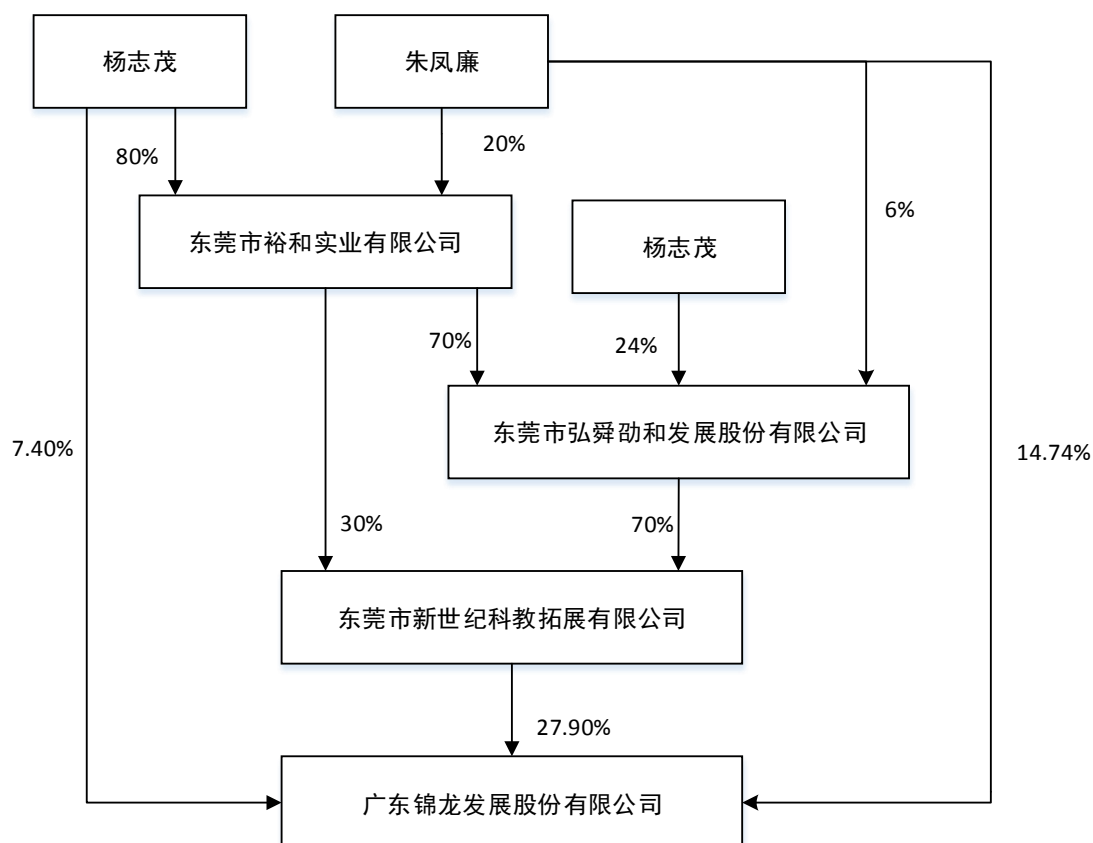 杨志茂
朱凤廉
80%
20%
6%
东莞市裕和实业有限公司
杨志茂
70%
24%
东莞市弘舜劭和发展股份有限公司
7.40%
14.74%
30%
70%
东莞市新世纪科教拓展有限公司
27.90%
广东锦龙发展股份有限公司